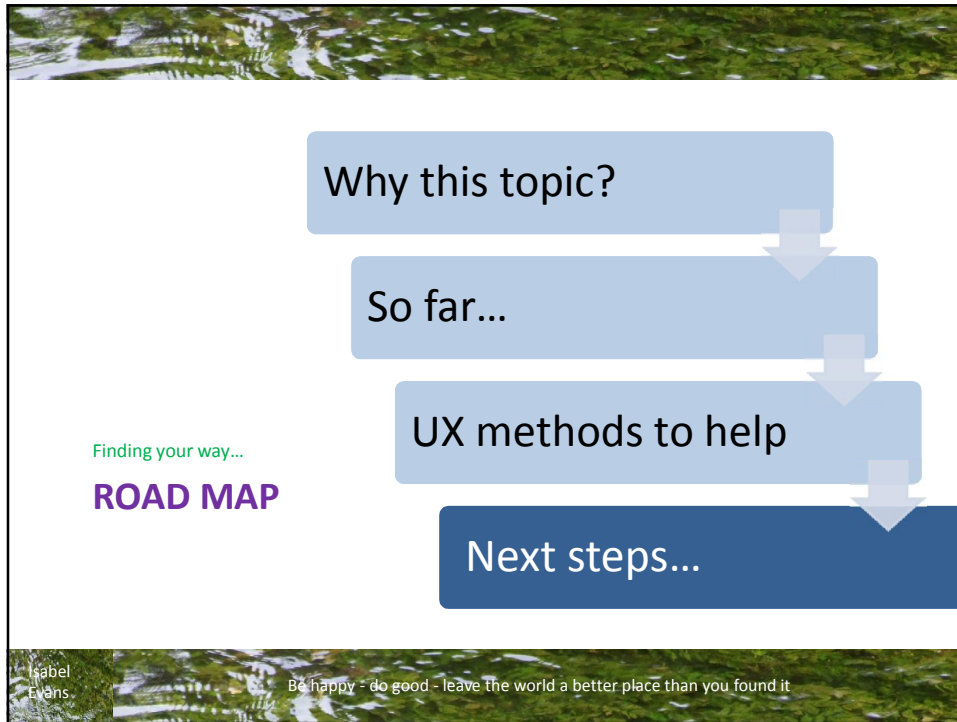 Why this topic?
So far…
UX methods to help
Finding your way…
ROAD MAP
Next steps…
Isabel
Evans
Be happy - do good - leave the world a better place than you found it